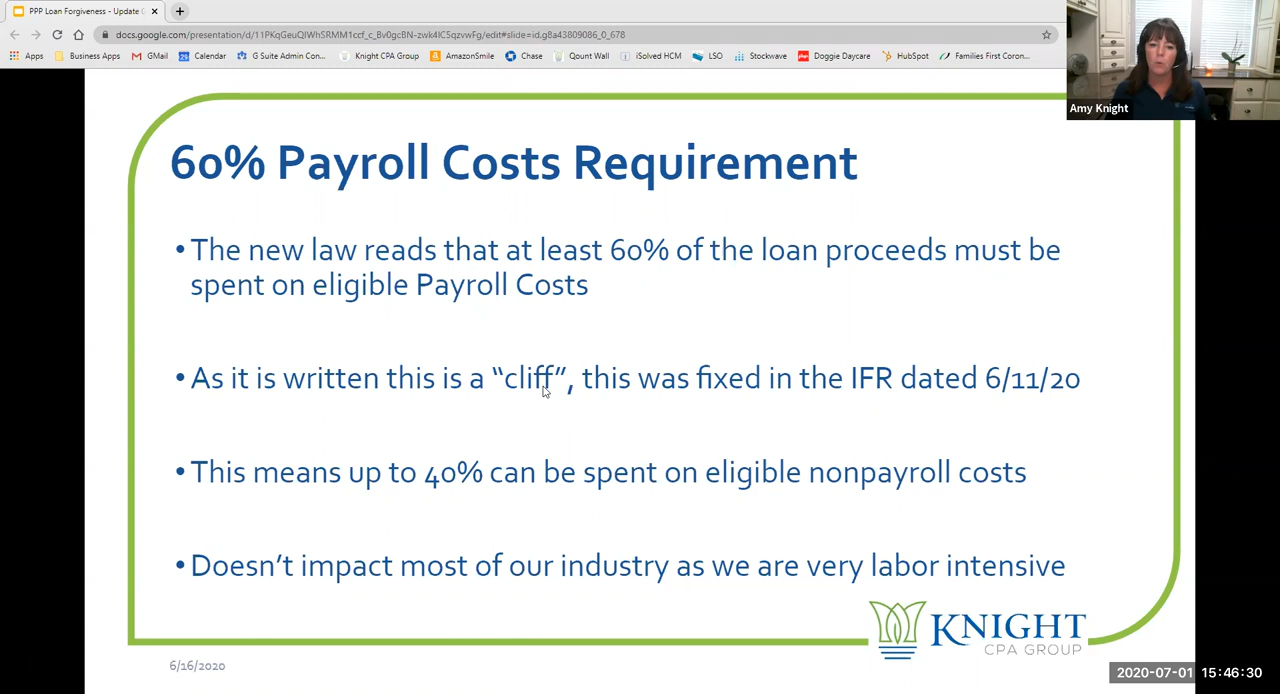 PPP Loan Forgiveness - Update G
docs.google.com/presentation/d/11PKqGeuQIWhSRMM1ccf_c_Bv0gcBN-zwk4IC5qzvwFg/edit#slide=id.g8a43809086_0_678
Apps Business Apps GMail Calendar G Suite Admin Con... Knight CPA Group AmazonSmile Chase Qount Wall iSolved HCM LSO Stockwave Doggie Daycare HubSpot Families First Coron...
Amy Knight
60% Payroll Costs Requirement
• The new law reads that at least 60% of the loan proceeds must be
spent on eligible Payroll Costs
• As it is written this is a “cliff”, this was fixed in the IFR dated 6/11/20
• This means up to 40% can be spent on eligible nonpayroll costs
• Doesn’t impact most of our industry as we are very labor intensive
KNIGHT
CPA GROUP
6/16/2020
2020-07-01 15:46:30